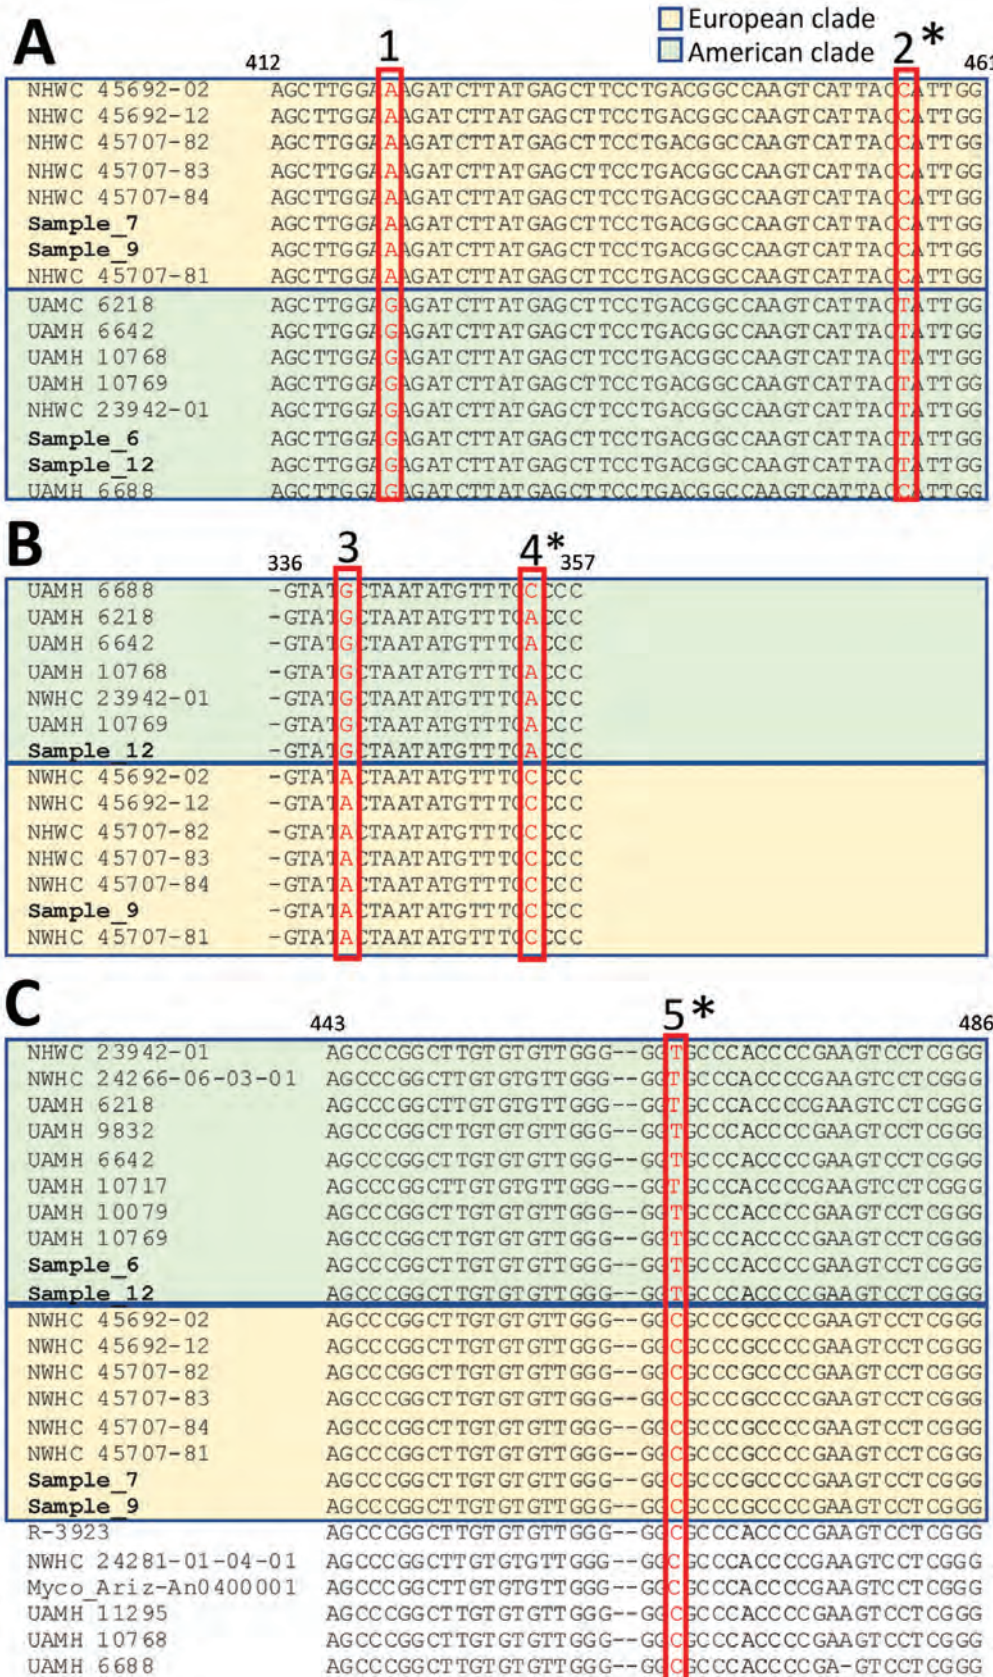 European clade
American clade
A
1
2*
412
461
NHWC 45692-02 AGCTTGGAAAGATCTTATGAGCTTCCTGACGGCCAAGTCATTACCATTGG
NHWC 45692-12 AGCTTGGAAAGATCTTATGAGCTTCCTGACGGCCAAGTCATTACCATTGG
NHWC 45707-82 AGCTTGGAAAGATCTTATGAGCTTCCTGACGGCCAAGTCATTACCATTGG
NHWC 45707-83 AGCTTGGAAAGATCTTATGAGCTTCCTGACGGCCAAGTCATTACCATTGG
NHWC 45707-84 AGCTTGGAAAGATCTTATGAGCTTCCTGACGGCCAAGTCATTACCATTGG
Sample_7 AGCTTGGAAAGATCTTATGAGCTTCCTGACGGCCAAGTCATTACCATTGG
Sample_9 AGCTTGGAAAGATCTTATGAGCTTCCTGACGGCCAAGTCATTACCATTGG
NHWC 45707-81 AGCTTGGAAAGATCTTATGAGCTTCCTGACGGCCAAGTCATTACCATTGG
UAMC 6218 AGCTTGGAGAGATCTTATGAGCTTCCTGACGGCCAAGTCATTACTATTGG
UAMH 6642 AGCTTGGAGAGATCTTATGAGCTTCCTGACGGCCAAGTCATTACTATTGG
UAMH 10768 AGCTTGGAGAGATCTTATGAGCTTCCTGACGGCCAAGTCATTACTATTGG
UAMH 10769 AGCTTGGAGAGATCTTATGAGCTTCCTGACGGCCAAGTCATTACTATTGG
NHWC 23942-01 AGCTTGGAGAGATCTTATGAGCTTCCTGACGGCCAAGTCATTACTATTGG
Sample_6 AGCTTGGAGAGATCTTATGAGCTTCCTGACGGCCAAGTCATTACTATTGG
Sample_12 AGCTTGGAGAGATCTTATGAGCTTCCTGACGGCCAAGTCATTACTATTGG
UAMH 6688 AGCTTGGAGAGATCTTATGAGCTTCCTGACGGCCAAGTCATTACCATTGG
B
3
4*
336
357
UAMH 6688 -GTATGCTAATATGTTTCCCCC
UAMH 6218 -GTATGCTAATATGTTTCACCC
UAMH 6642 -GTATGCTAATATGTTTCACCC
UAMH 10768 -GTATGCTAATATGTTTCACCC
NWHC 23942-01 -GTATGCTAATATGTTTCACCC
UAMH 10769 -GTATGCTAATATGTTTCACCC
Sample_12 -GTATGCTAATATGTTTCACCC
NWHC 45692-02 -GTATACTAATATGTTTCCCCC
NWHC 45692-12 -GTATACTAATATGTTTCCCCC
NHWC 45707-82 -GTATACTAATATGTTTCCCCC
NHWC 45707-83 -GTATACTAATATGTTTCCCCC
NWHC 45707-84 -GTATACTAATATGTTTCCCCC
Sample_9 -GTATACTAATATGTTTCCCCC
NWHC 45707-81 -GTATACTAATATGTTTCCCCC
C
5*
443
486
NHWC 23942-01 AGCCCGGCTTGTGTGTTGGG--GGTGCCCACCCCGAAGTCCTCGGG
NWHC 24266-06-03-01 AGCCCGGCTTGTGTGTTGGG--GGTGCCCACCCCGAAGTCCTCGGG
UAMH 6218 AGCCCGGCTTGTGTGTTGGG--GGTGCCCACCCCGAAGTCCTCGGG
UAMH 9832 AGCCCGGCTTGTGTGTTGGG--GGTGCCCACCCCGAAGTCCTCGGG
UAMH 6642 AGCCCGGCTTGTGTGTTGGG--GGTGCCCACCCCGAAGTCCTCGGG
UAMH 10717 AGCCCGGCTTGTGTGTTGGG--GGTGCCCACCCCGAAGTCCTCGGG
UAMH 10079 AGCCCGGCTTGTGTGTTGGG--GGTGCCCACCCCGAAGTCCTCGGG
UAMH 10769 AGCCCGGCTTGTGTGTTGGG--GGTGCCCACCCCGAAGTCCTCGGG
Sample_6 AGCCCGGCTTGTGTGTTGGG--GGTGCCCACCCCGAAGTCCTCGGG
Sample_12 AGCCCGGCTTGTGTGTTGGG--GGTGCCCACCCCGAAGTCCTCGGG
NWHC 45692-02 AGCCCGGCTTGTGTGTTGGG--GGCGCCCGCCCCGAAGTCCTCGGG
NWHC 45692-12 AGCCCGGCTTGTGTGTTGGG--GGCGCCCGCCCCGAAGTCCTCGGG
NWHC 45707-82 AGCCCGGCTTGTGTGTTGGG--GGCGCCCGCCCCGAAGTCCTCGGG
NWHC 45707-83 AGCCCGGCTTGTGTGTTGGG--GGCGCCCGCCCCGAAGTCCTCGGG
NWHC 45707-84 AGCCCGGCTTGTGTGTTGGG--GGCGCCCGCCCCGAAGTCCTCGGG
NWHC 45707-81 AGCCCGGCTTGTGTGTTGGG--GGCGCCCGCCCCGAAGTCCTCGGG
Sample_7 AGCCCGGCTTGTGTGTTGGG--GGCGCCCGCCCCGAAGTCCTCGGG
Sample_9 AGCCCGGCTTGTGTGTTGGG--GGCGCCCGCCCCGAAGTCCTCGGG
R-3923 AGCCCGGCTTGTGTGTTGGG--GGCGCCCACCCCGAAGTCCTCGGG
NWHC 24281-01-04-01 AGCCCGGCTTGTGTGTTGGG--GGCGCCCACCCCGAAGTCCTCGGG
Myco_Ariz-An0400001 AGCCCGGCTTGTGTGTTGGG--GGCGCCCACCCCGAAGTCCTCGGG
UAMH 11295 AGCCCGGCTTGTGTGTTGGG--GGCGCCCACCCCGAAGTCCTCGGG
UAMH 10768 AGCCCGGCTTGTGTGTTGGG--GGCGCCCACCCCGAAGTCCTCGGG
UAMH 6688 AGCCCGGCTTGTGTGTTGGG--GGCGCCCACCCCGA-GTCCTCGGG